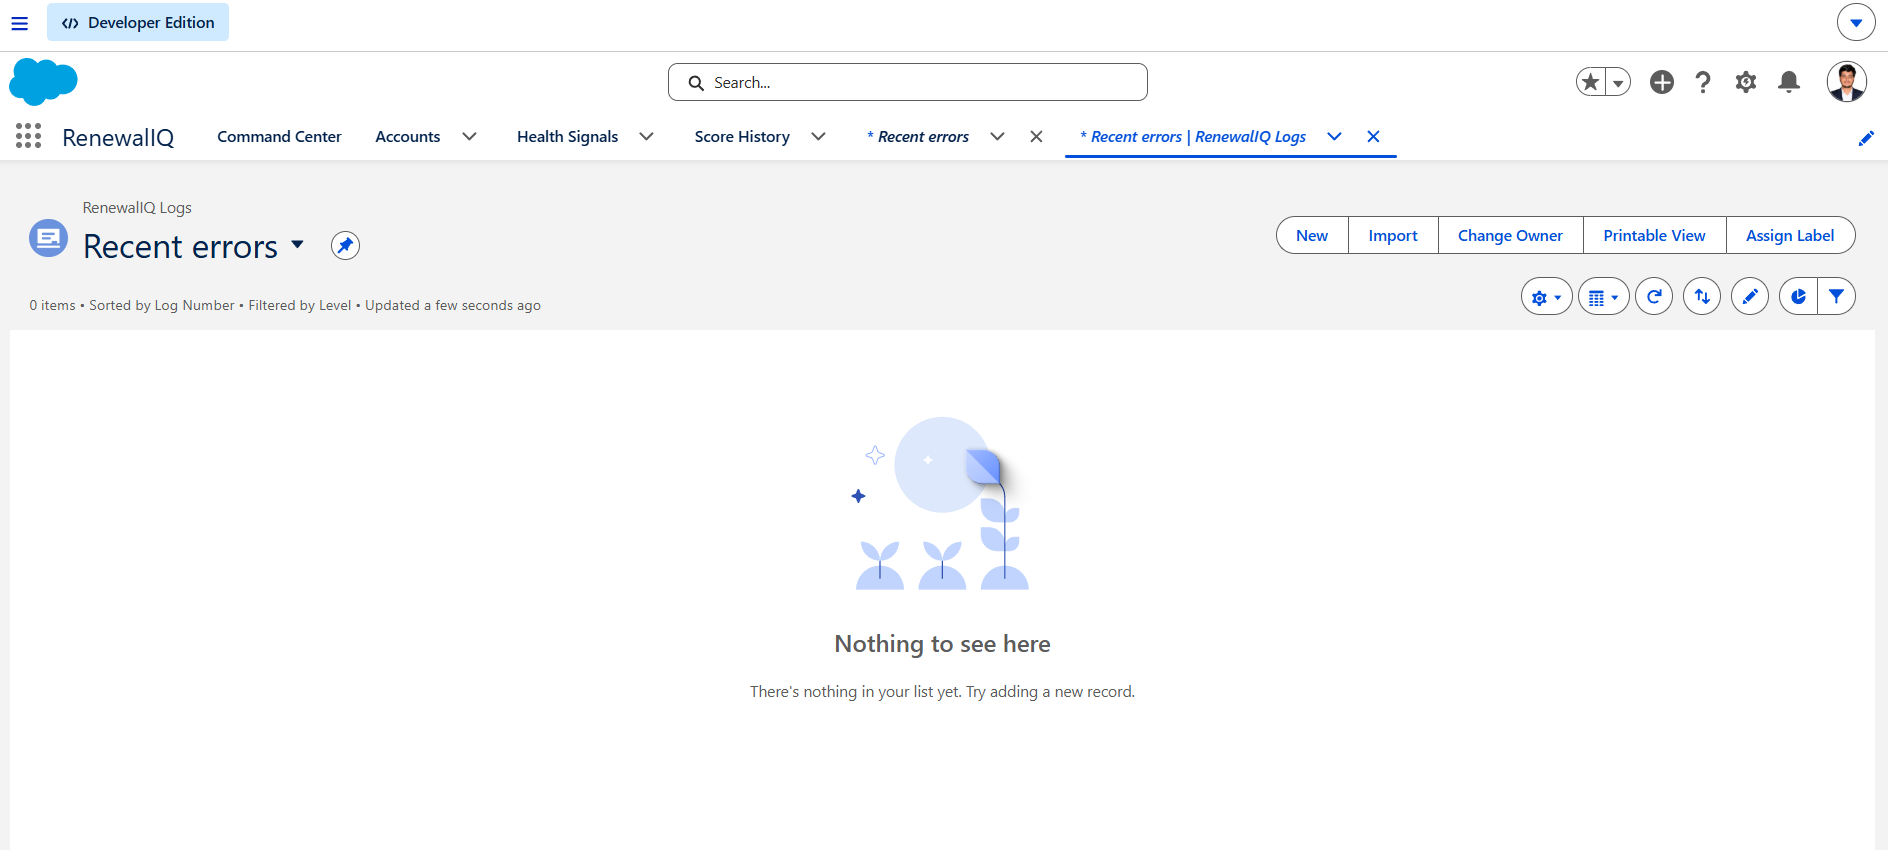 Developer Edition
Search...
RenewalIQ
Command Center
Accounts
Health Signals
Score History
* Recent errors
* Recent errors | RenewalIQ Logs
RenewalIQ Logs
Recent errors
New
Import
Change Owner
Printable View
Assign Label
0 items • Sorted by Log Number • Filtered by Level • Updated a few seconds ago
Nothing to see here
There's nothing in your list yet. Try adding a new record.